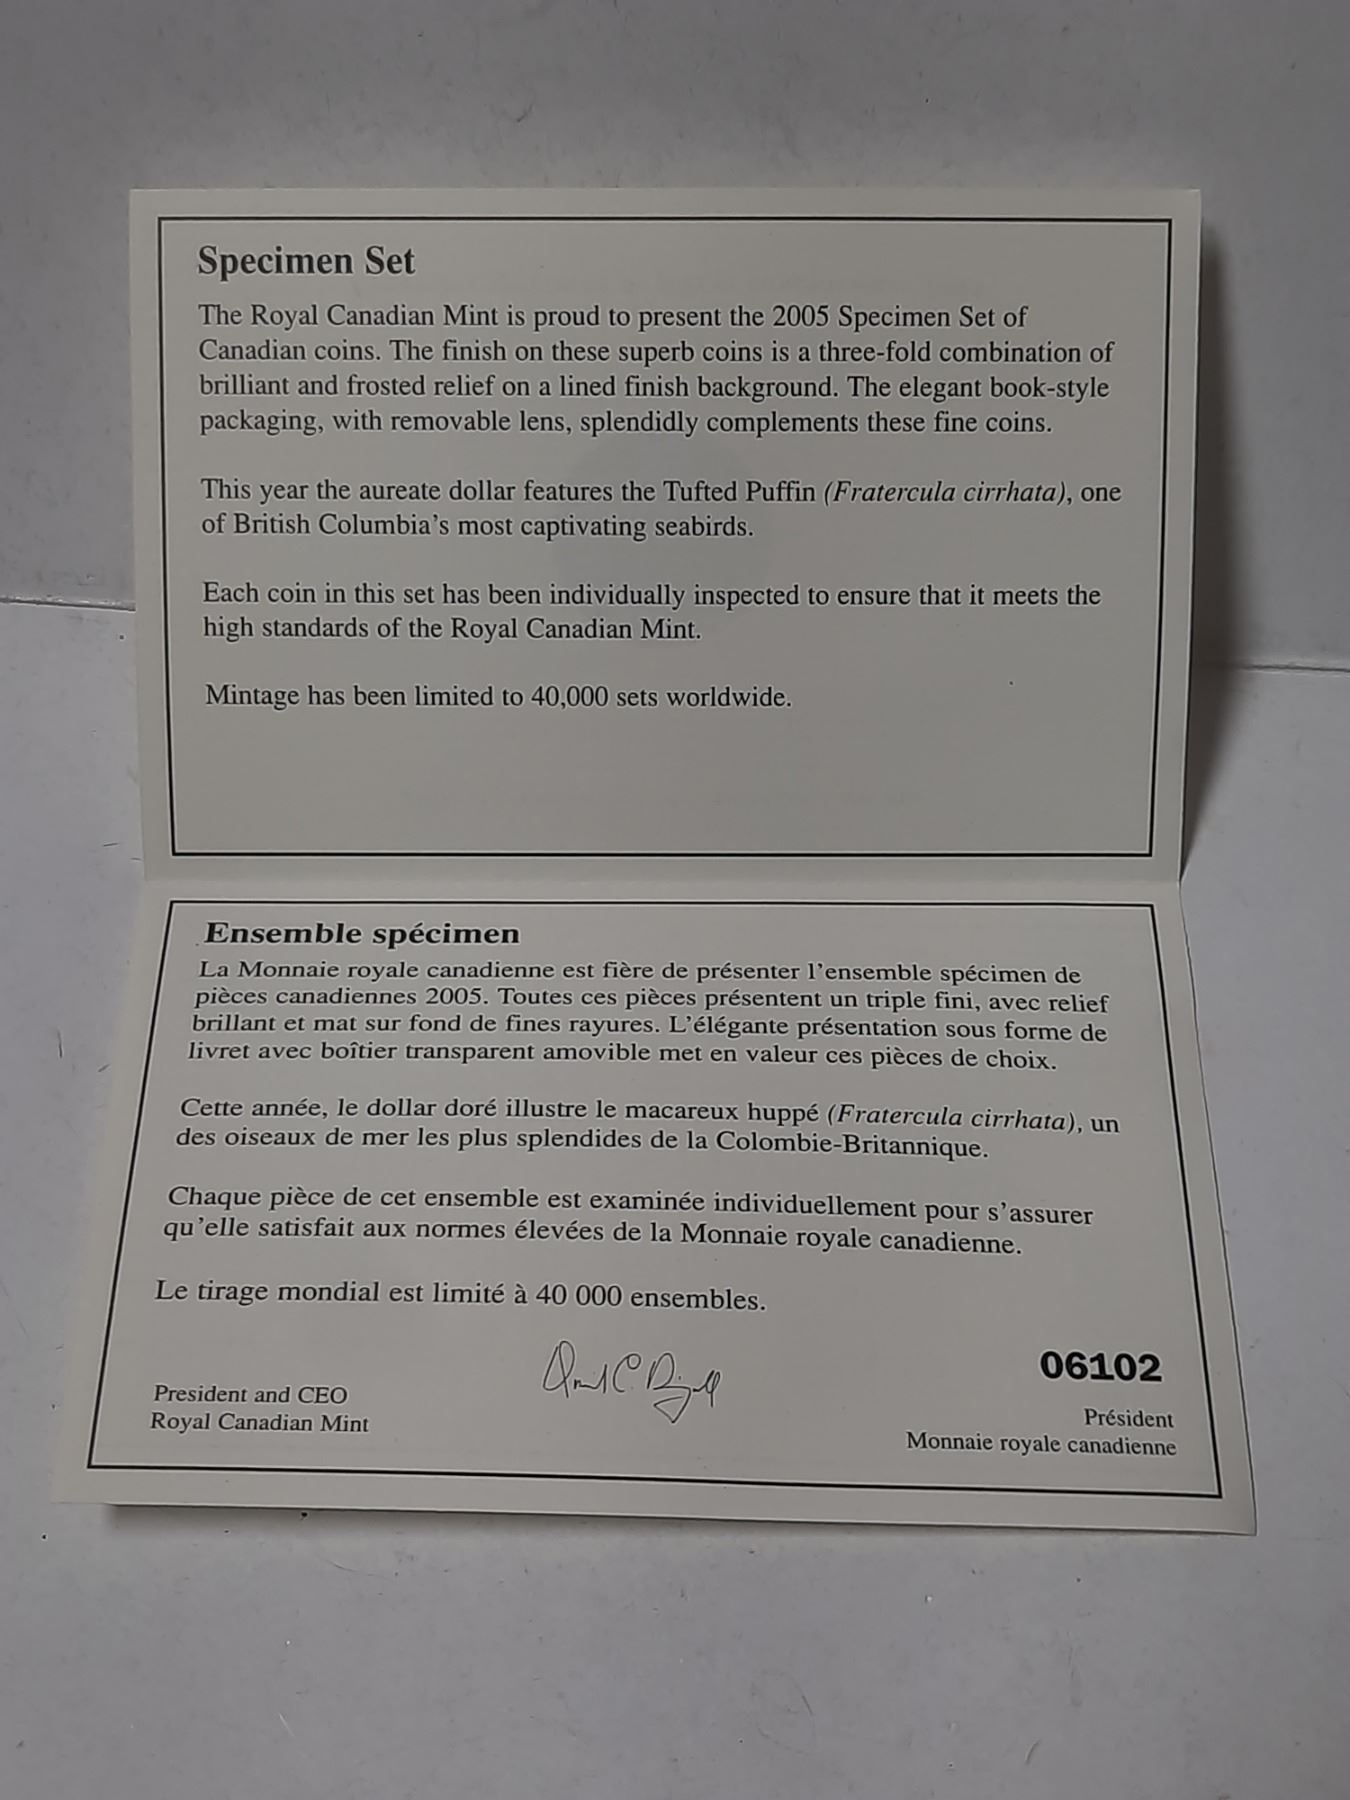 Specimen Set
The Royal Canadian Mint is proud to present the 2005 Specimen Set of
Canadian coins. The finish on these superb coins is a three-fold combination of
brilliant and frosted relief on a lined finish background. The elegant book-style
packaging, with removable lens, splendidly complements these fine coins.
This year the aureate dollar features the Tufted Puffin (Fratercula cirrhata), one
of British Columbia's most captivating seabirds.
Each coin in this set has been individually inspected to ensure that it meets the
high standards of the Royal Canadian Mint.
Mintage has been limited to 40,000 sets worldwide.
Ensemble spécimen
La Monnaie royale canadienne est fière de présenter l'ensemble spécimen de
pièces canadiennes 2005. Toutes ces pièces présentent un triple fini, avec relief
brillant et mat sur fond de fines rayures. L'élégante présentation sous forme de
livret avec boîtier transparent amovible met en valeur ces pièces de choix.
Cette année, le dollar doré illustre le macareux huppé (Fratercula cirrhata), un
des oiseaux de mer les plus splendides de la Colombie-Britannique.
Chaque pièce de cet ensemble est examinée individuellement pour s'assurer
qu'elle satisfait aux normes élevées de la Monnaie royale canadienne.
Le tirage mondial est limité à 40 000 ensembles.
06102
President and CEO
Royal Canadian Mint
Président
Monnaie royale canadienne